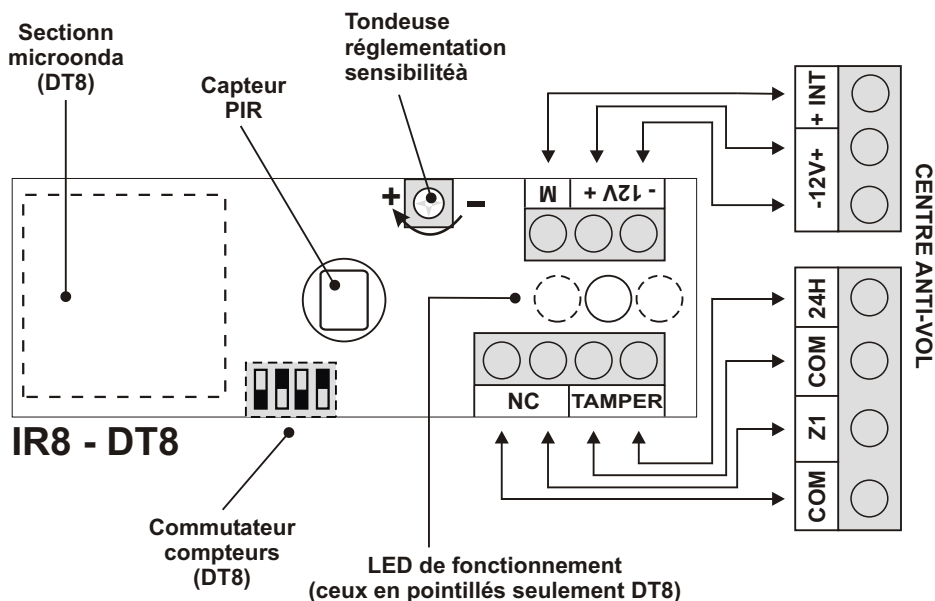 Sectionn
microonda
(DT8)
Capteur
PIR
Tondeuse
réglementation
sensibilitéà
+
-
M
+
- 12V
+ INT
-12V+
CENTRE ANTI-VOL
24H
COM
Z1
COM
NC
TAMPER
IR8 - DT8
Commutateur
compteurs
(DT8)
LED de fonctionnement
(ceux en pointillés seulement DT8)